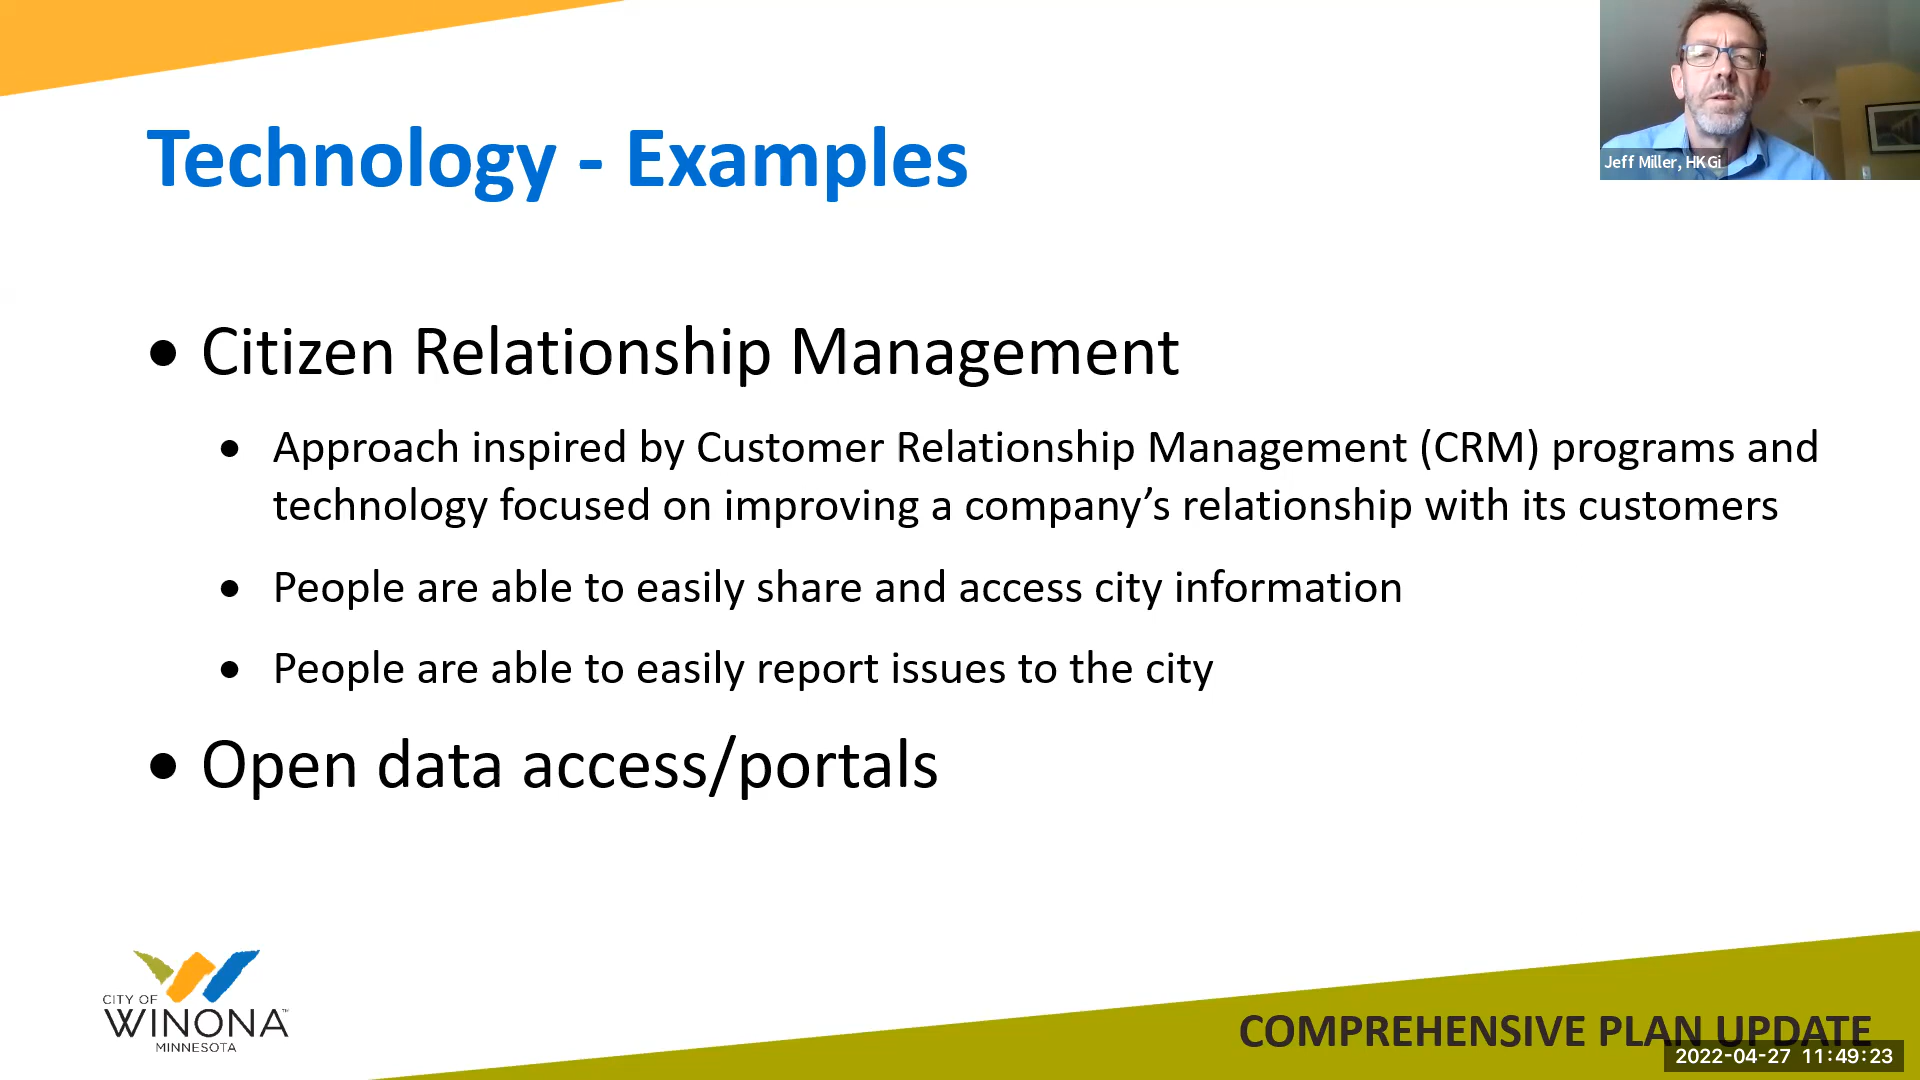 Technology - Examples
Jeff Miller, HKGi
• Citizen Relationship Management
• Approach inspired by Customer Relationship Management (CRM) programs and
technology focused on improving a company’s relationship with its customers
• People are able to easily share and access city information
• People are able to easily report issues to the city
• Open data access/portals
CITY OF
WINONA™
MINNESOTA
COMPREHENSIVE PLAN UPDATE
2022-04-27 11:49:23